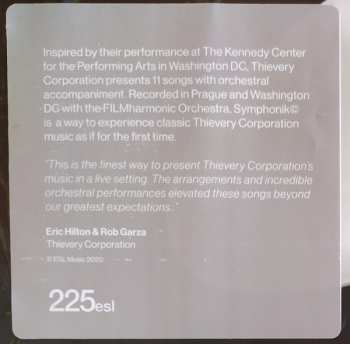 Inspired by their performance at The Kennedy Center
for the Performing Arts in Washington DC, Thievery
Corporation presents 11 songs with orchestral
accompaniment. Recorded in Prague and Washington
DC with the FILMharmonic Orchestra, Symphonik©
is a way to experience classic Thievery Corporation
music as if for the first time.
"This is the finest way to present Thievery Corporation's
music in a live setting. The arrangements and incredible
orchestral performances elevated these songs beyond
our greatest expectations."
Eric Hilton & Rob Garza
Thievery Corporation
© ESL Music 2020
225esl